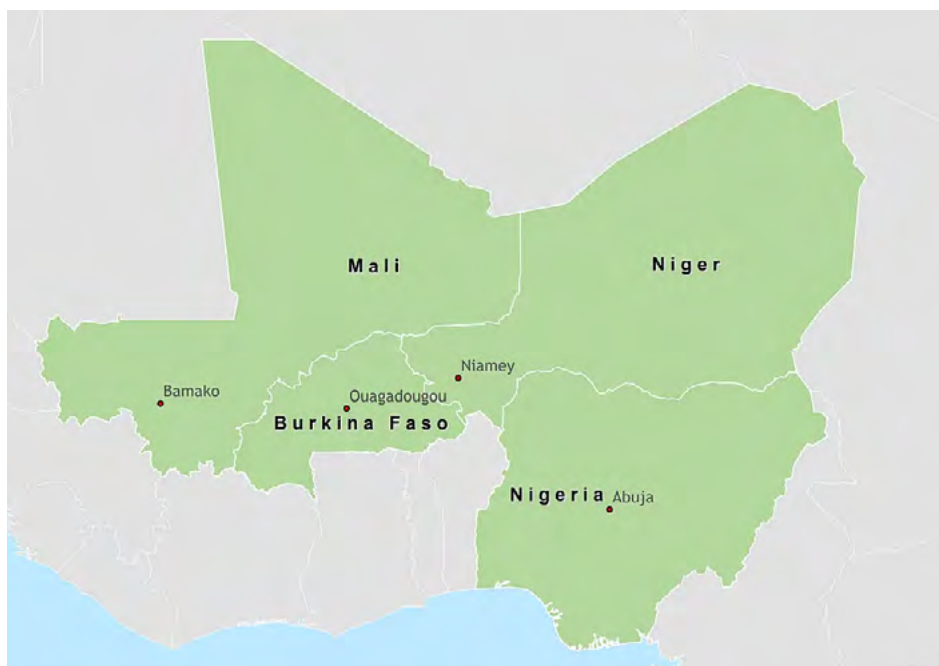 Mali
Niger
Niamey
Bamako
Ouagadougou
Burkina Faso
Nigeria
Abuja